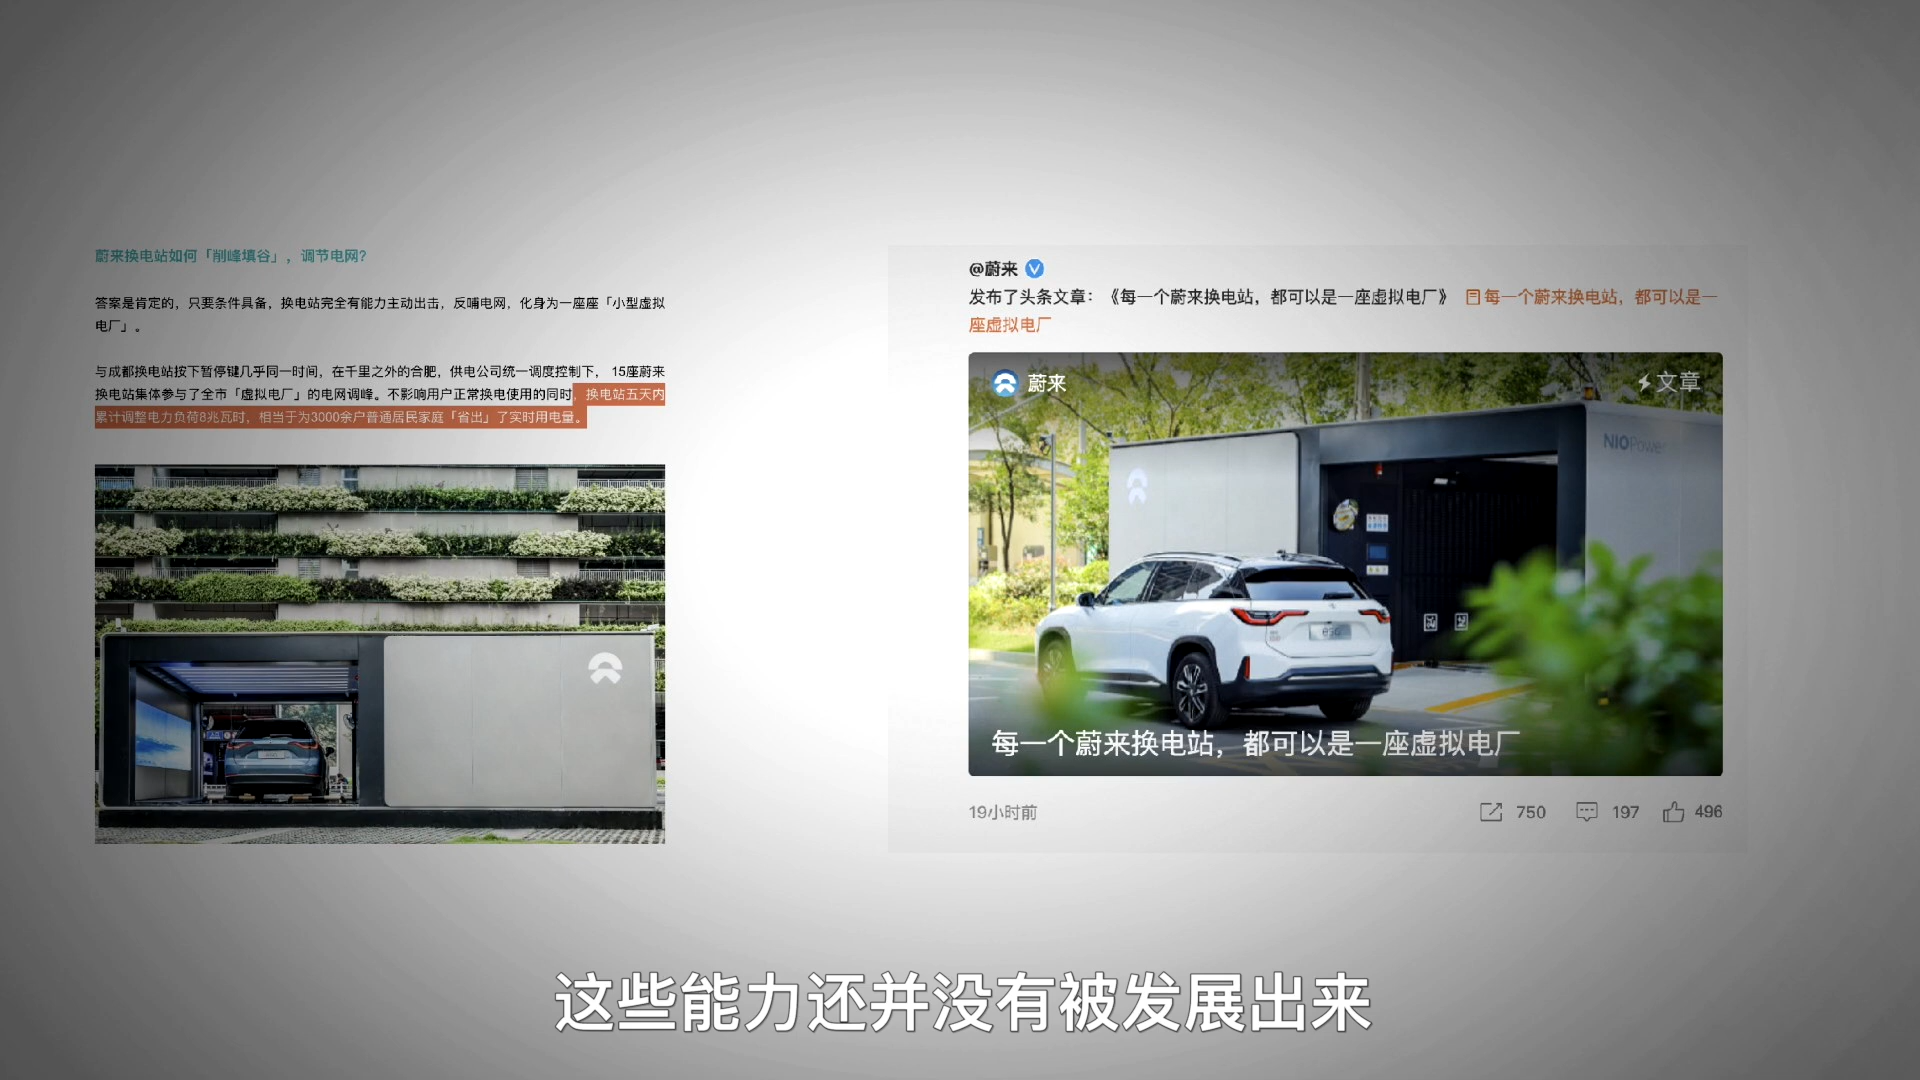 蔚来换电站如何「削峰填谷」，调节电网？
答案是肯定的，只要条件具备，换电站完全有能力主动出击，反哺电网，化身为一座座「小型虚拟
电厂」。
与成都换电站按下暂停键几乎同一时间，在千里之外的合肥，供电公司统一调度控制下， 15座蔚来
换电站集体参与了全市「虚拟电厂」的电网调峰。不影响用户正常换电使用的同时，换电站五天内
累计调整电力负荷8兆瓦时，相当于为3000余户普通居民家庭「省出」了实时用电量。
@蔚来
发布了头条文章：《每一个蔚来换电站，都可以是一座虚拟电厂》 每一个蔚来换电站，都可以是一
座虚拟电厂
蔚来
文章
NIO Power
每一个蔚来换电站，都可以是一座虚拟电厂
19小时前 750 197 496
这些能力还并没有被发展出来